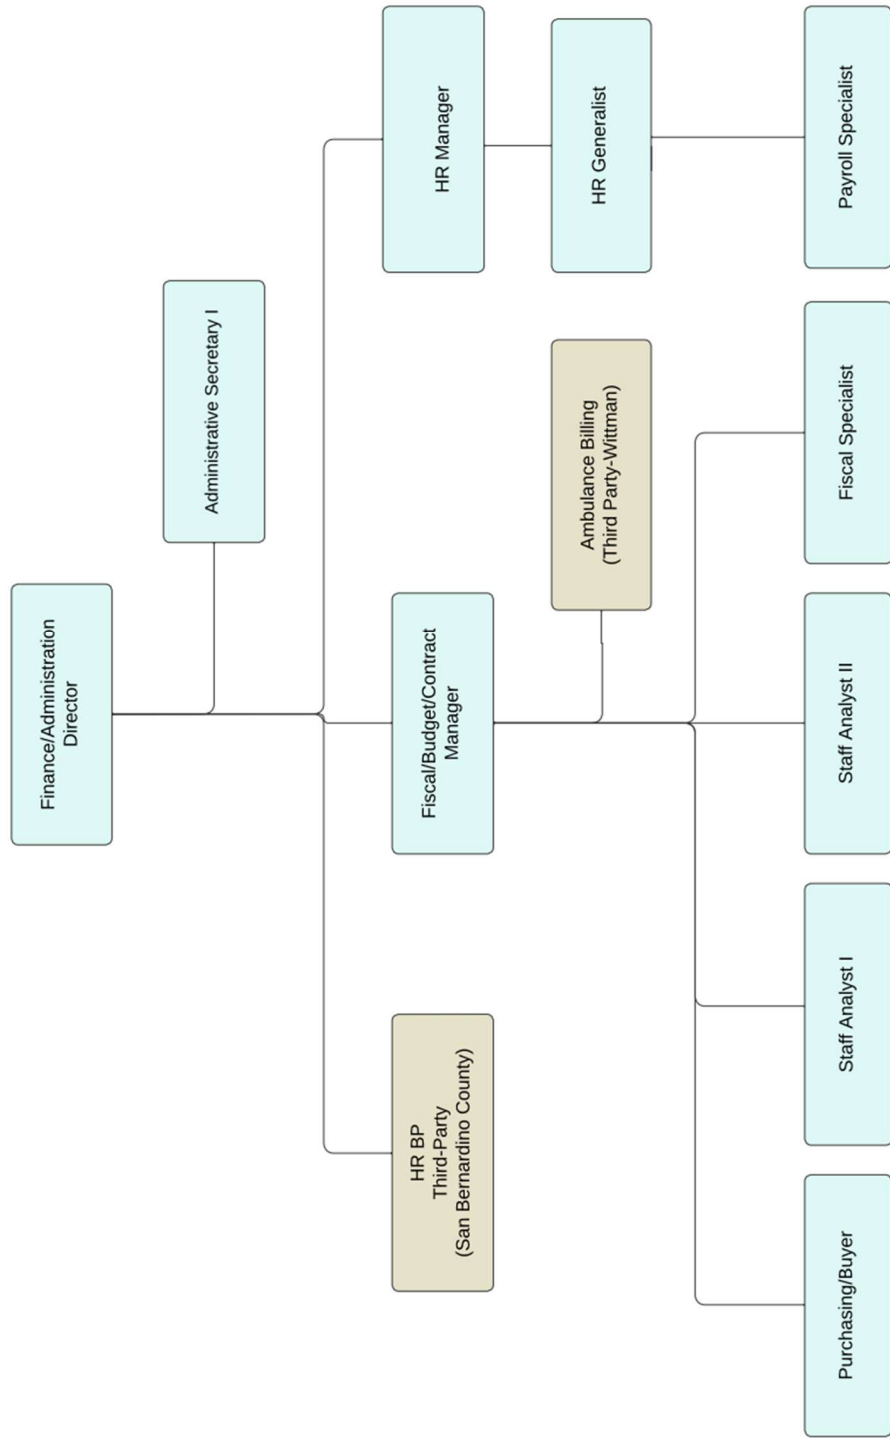 Finance/Administration
Director
Administrative Secretary I
HR BP
Third-Party
(San Bernardino County)
Fiscal/Budget/Contract
Manager
HR Manager
Ambulance Billing
(Third Party-Wittman)
HR Generalist
Purchasing/Buyer
Staff Analyst I
Staff Analyst II
Fiscal Specialist
Payroll Specialist